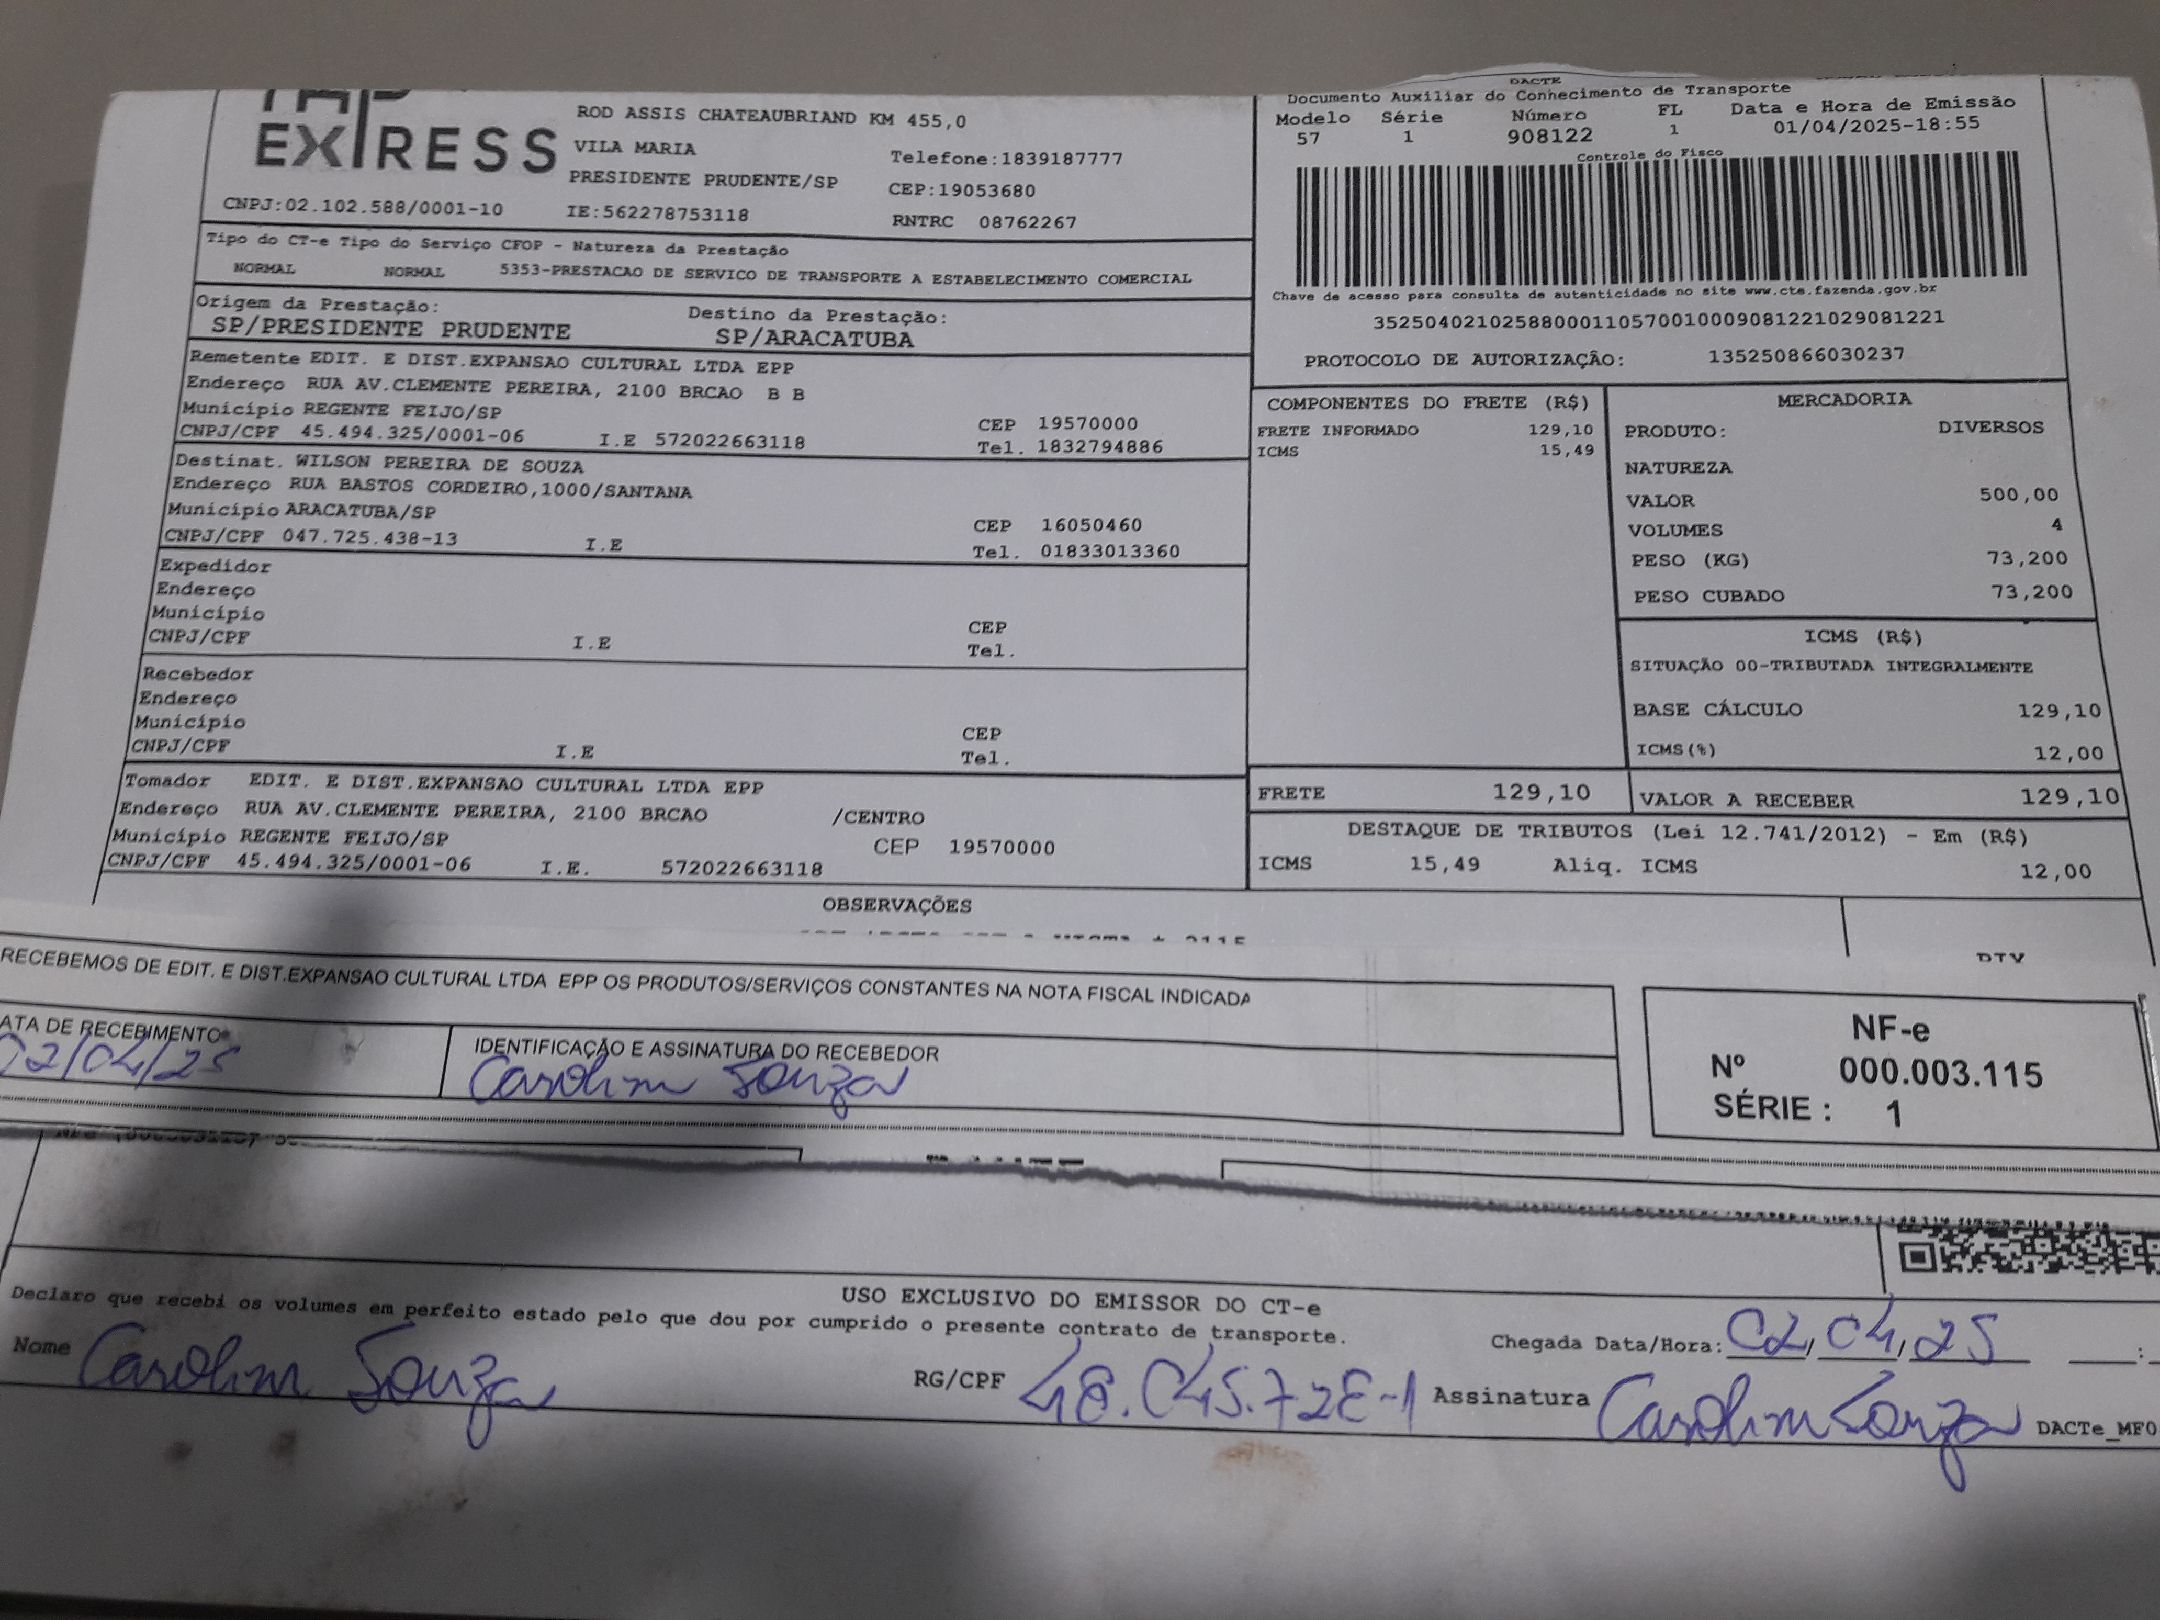 EXPRESS
ROD ASSIS CHATEAUBRIAND KM 455,0
VILA MARIA Telefone:1839187777
PRESIDENTE PRUDENTE/SP CEP:19053680
CNPJ:02.102.588/0001-10 IE:562278753118 RNTRC 08762267
DACTE
Documento Auxiliar do Conhecimento de Transporte
Modelo Série Número FL Data e Hora de Emissão
57 1 908122 1 01/04/2025-18:55
Controle do Fisco
Chave de acesso para consulta de autenticidade no site www.cte.fazenda.gov.br
35250402102588000110570010009081221029081221
PROTOCOLO DE AUTORIZAÇÃO: 135250866030237
Tipo do CT-e Tipo do Serviço CFOP - Natureza da Prestação
NORMAL NORMAL 5353-PRESTACAO DE SERVICO DE TRANSPORTE A ESTABELECIMENTO COMERCIAL
Origem da Prestação: Destino da Prestação:
SP/PRESIDENTE PRUDENTE SP/ARACATUBA
Remetente EDIT. E DIST.EXPANSAO CULTURAL LTDA EPP
Endereço RUA AV.CLEMENTE PEREIRA, 2100 BRCAO B B
Município REGENTE FEIJO/SP CEP 19570000
CNPJ/CPF 45.494.325/0001-06 I.E 572022663118 Tel. 1832794886
Destinat. WILSON PEREIRA DE SOUZA
Endereço RUA BASTOS CORDEIRO,1000/SANTANA
Município ARACATUBA/SP CEP 16050460
CNPJ/CPF 047.725.438-13 I.E Tel. 01833013360
Expedidor
Endereço
Município CEP
CNPJ/CPF I.E Tel.
Recebedor
Endereço
Município CEP
CNPJ/CPF I.E Tel.
Tomador EDIT. E DIST.EXPANSAO CULTURAL LTDA EPP
Endereço RUA AV.CLEMENTE PEREIRA, 2100 BRCAO /CENTRO
Município REGENTE FEIJO/SP CEP 19570000
CNPJ/CPF 45.494.325/0001-06 I.E. 572022663118
COMPONENTES DO FRETE (R$)
FRETE INFORMADO 129,10
ICMS 15,49
MERCADORIA
PRODUTO: DIVERSOS
NATUREZA
VALOR 500,00
VOLUMES 4
PESO (KG) 73,200
PESO CUBADO 73,200
ICMS (R$)
SITUAÇÃO 00-TRIBUTADA INTEGRALMENTE
BASE CÁLCULO 129,10
ICMS(%) 12,00
FRETE 129,10 VALOR A RECEBER 129,10
DESTAQUE DE TRIBUTOS (Lei 12.741/2012) - Em (R$)
ICMS 15,49 Aliq. ICMS 12,00
OBSERVAÇÕES
RECEBEMOS DE EDIT. E DIST.EXPANSAO CULTURAL LTDA EPP OS PRODUTOS/SERVIÇOS CONSTANTES NA NOTA FISCAL INDICADA
ATA DE RECEBIMENTO IDENTIFICAÇÃO E ASSINATURA DO RECEBEDOR
02/04/25 Carolim Souza
NF-e
Nº 000.003.115
SÉRIE : 1
USO EXCLUSIVO DO EMISSOR DO CT-e
Declaro que recebi os volumes em perfeito estado pelo que dou por cumprido o presente contrato de transporte.
Chegada Data/Hora: 02/04/25 :
Nome Carolim Souza RG/CPF 48.045.728-1 Assinatura Carolim Souza DACTe_MF0